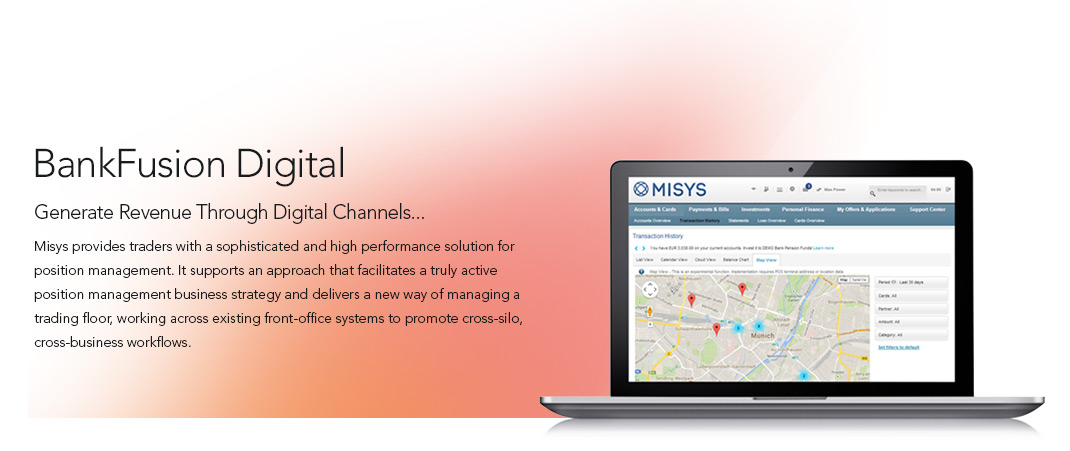 BankFusion Digital
Generate Revenue Through Digital Channels...
Misys provides traders with a sophisticated and high performance solution for
position management. It supports an approach that facilitates a truly active
position management business strategy and delivers a new way of managing a
trading floor, working across existing front-office systems to promote cross-silo,
cross-business workflows.
MISYS
Max Power
Enter keywords to search
Accounts & Cards Payments & Bills Investments Personal Finance My Offers & Applications Support Center
Accounts Overview Transaction History Statements Loan Overview Cards Overview
Transaction History
You have EUR 3,038.69 on your current accounts. Invest it to DEMO Bank Pension Funds! Learn more
List View Calendar View Cloud View Balance Chart Map View
Map View - This is an experimental function. Implementation requires POS terminal address or location data.
Map
Munich
Period: Last 30 days
Cards: All
Partner: All
Amount: All
Category: All
Set filters to default